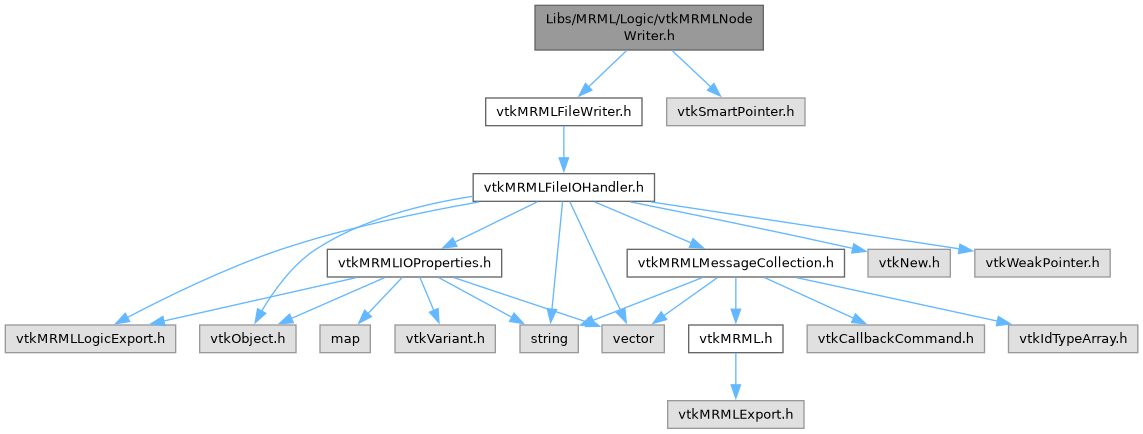 Libs/MRML/Logic/vtkMRMLNode
Writer.h
vtkMRMLFileWriter.h
vtkSmartPointer.h
vtkMRMLFileIOHandler.h
vtkMRMLIOProperties.h
vtkMRMLMessageCollection.h
vtkNew.h
vtkWeakPointer.h
vtkMRMLLogicExport.h
vtkObject.h
map
vtkVariant.h
string
vector
vtkMRML.h
vtkCallbackCommand.h
vtkIdTypeArray.h
vtkMRMLExport.h